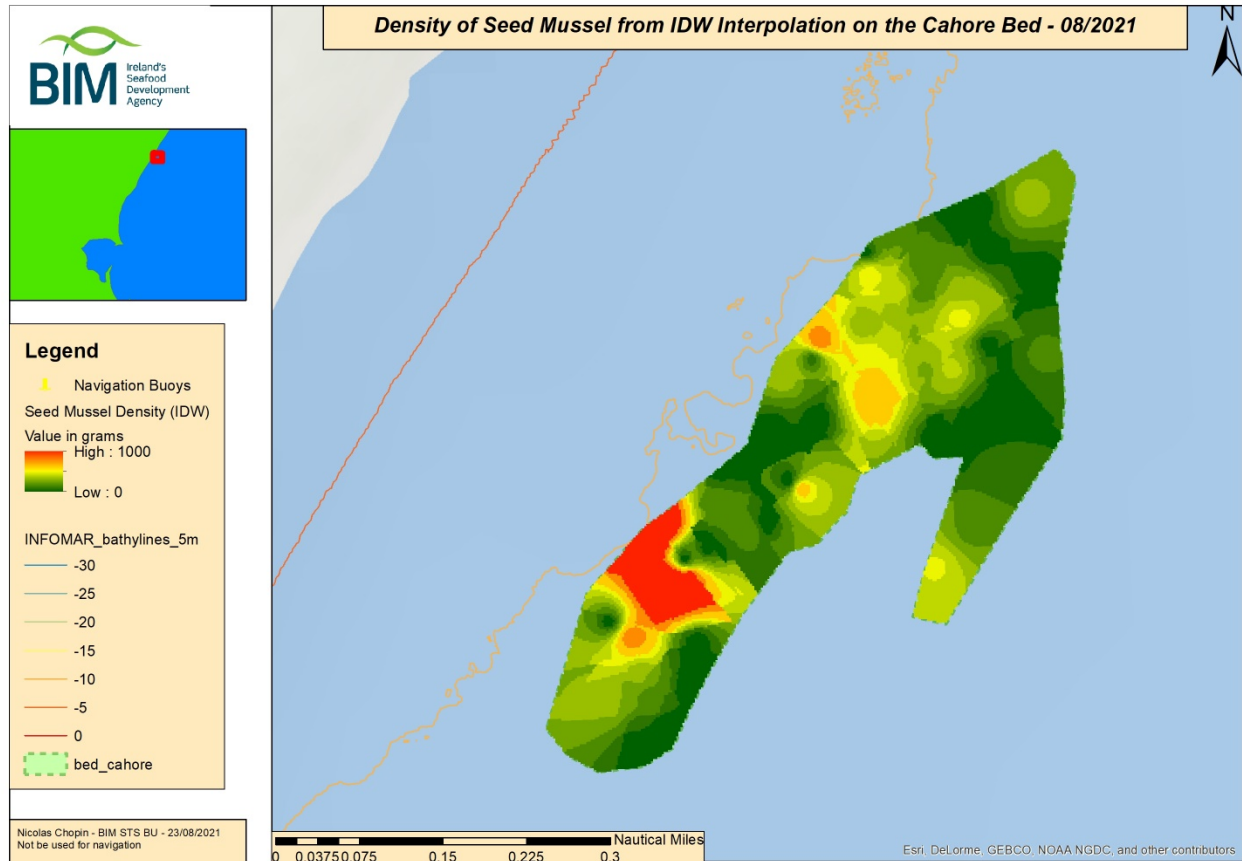 Density of Seed Mussel from IDW Interpolation on the Cahore Bed - 08/2021
N
BIM
Ireland's
Seafood
Development
Agency
Legend
Navigation Buoys
Seed Mussel Density (IDW)
Value in grams
High : 1000
Low : 0
INFOMAR_bathylines_5m
-30
-25
-20
-15
-10
-5
0
bed_cahore
Nicolas Chopin - BIM STS BU - 23/08/2021
Not be used for navigation
Nautical Miles
0 0.0375 0.075 0.15 0.225 0.3
Esri, DeLorme, GEBCO, NOAA NGDC, and other contributors